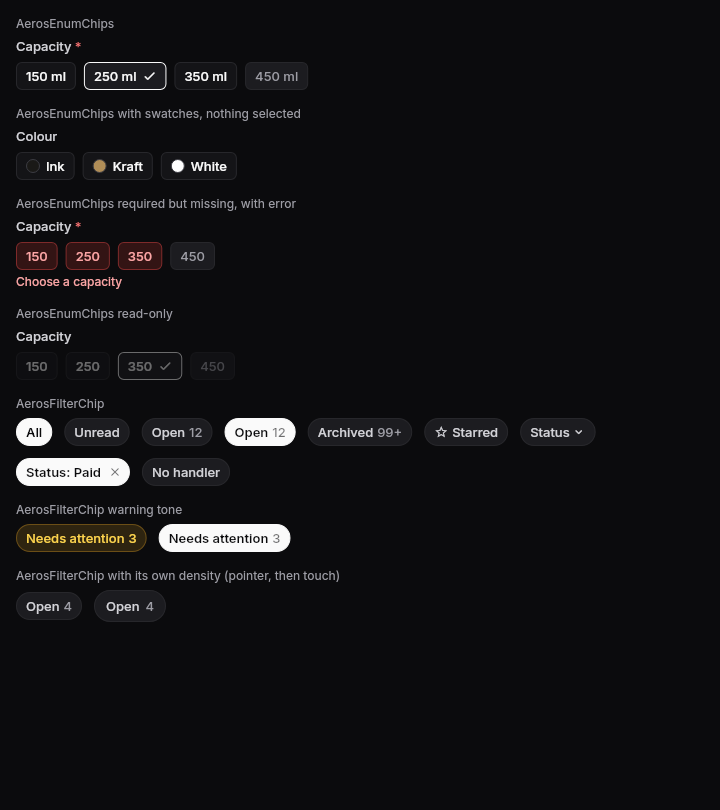 AerosEnumChips
Capacity *
150 ml 250 ml 350 ml 450 ml
AerosEnumChips with swatches, nothing selected
Colour
Ink Kraft White
AerosEnumChips required but missing, with error
Capacity *
150 250 350 450
Choose a capacity
AerosEnumChips read-only
Capacity
150 250 350 450
AerosFilterChip
All Unread Open 12 Open 12 Archived 99+ Starred Status
Status: Paid No handler
AerosFilterChip warning tone
Needs attention 3 Needs attention 3
AerosFilterChip with its own density (pointer, then touch)
Open 4 Open 4